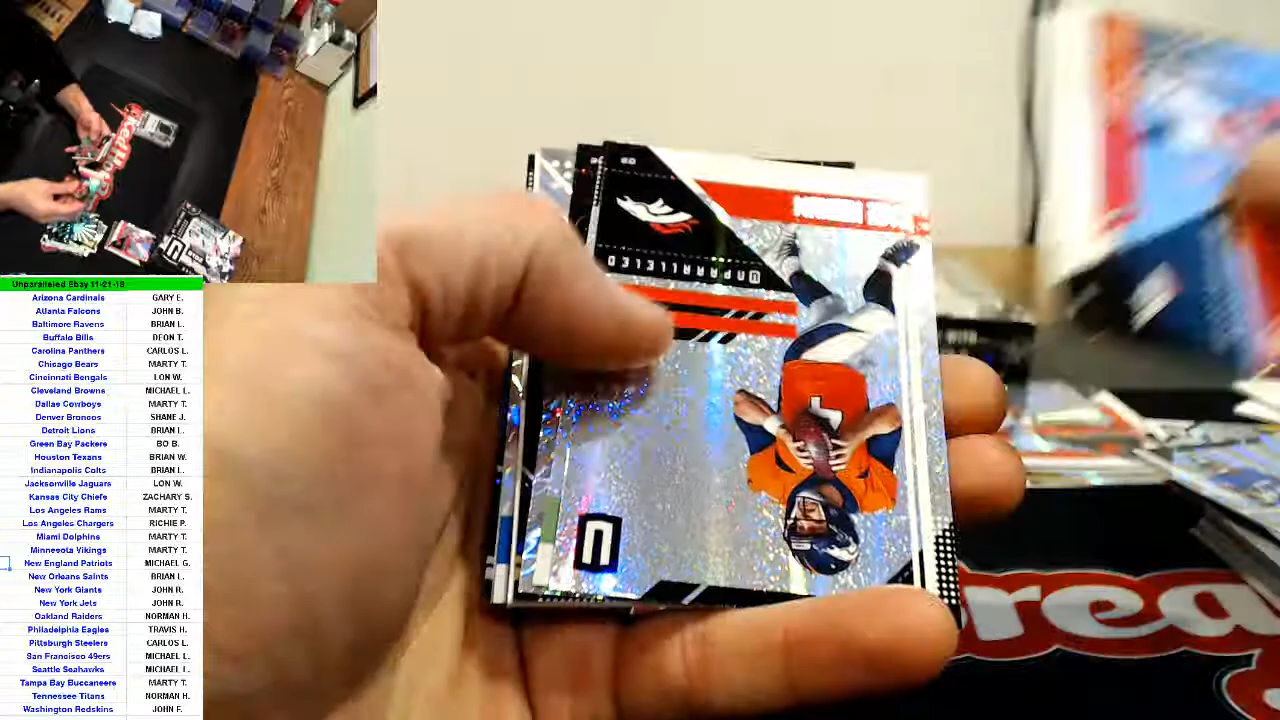 Unparalleled Ebay 11-21-18
Arizona Cardinals GARY E.
Atlanta Falcons JOHN B.
Baltimore Ravens BRIAN L.
Buffalo Bills DEON T.
Carolina Panthers CARLOS L.
Chicago Bears MARTY T.
Cincinnati Bengals LON W.
Cleveland Browns MICHAEL L.
Dallas Cowboys MARTY T.
Denver Broncos SHANE J.
Detroit Lions BRIAN L.
Green Bay Packers BO B.
Houston Texans BRIAN W.
Indianapolis Colts BRIAN L.
Jacksonville Jaguars LON W.
Kansas City Chiefs ZACHARY S.
Los Angeles Rams MARTY T.
Los Angeles Chargers RICHIE P.
Miami Dolphins MARTY T.
Minnesota Vikings MARTY T.
New England Patriots MICHAEL G.
New Orleans Saints BRIAN L.
New York Giants JOHN R.
New York Jets JOHN R.
Oakland Raiders NORMAN H.
Philadelphia Eagles TRAVIS H.
Pittsburgh Steelers CARLOS L.
San Francisco 49ers MICHAEL L.
Seattle Seahawks MICHAEL L.
Tampa Bay Buccaneers MARTY T.
Tennessee Titans NORMAN H.
Washington Redskins JOHN F.
UNPARALLELED
U
4